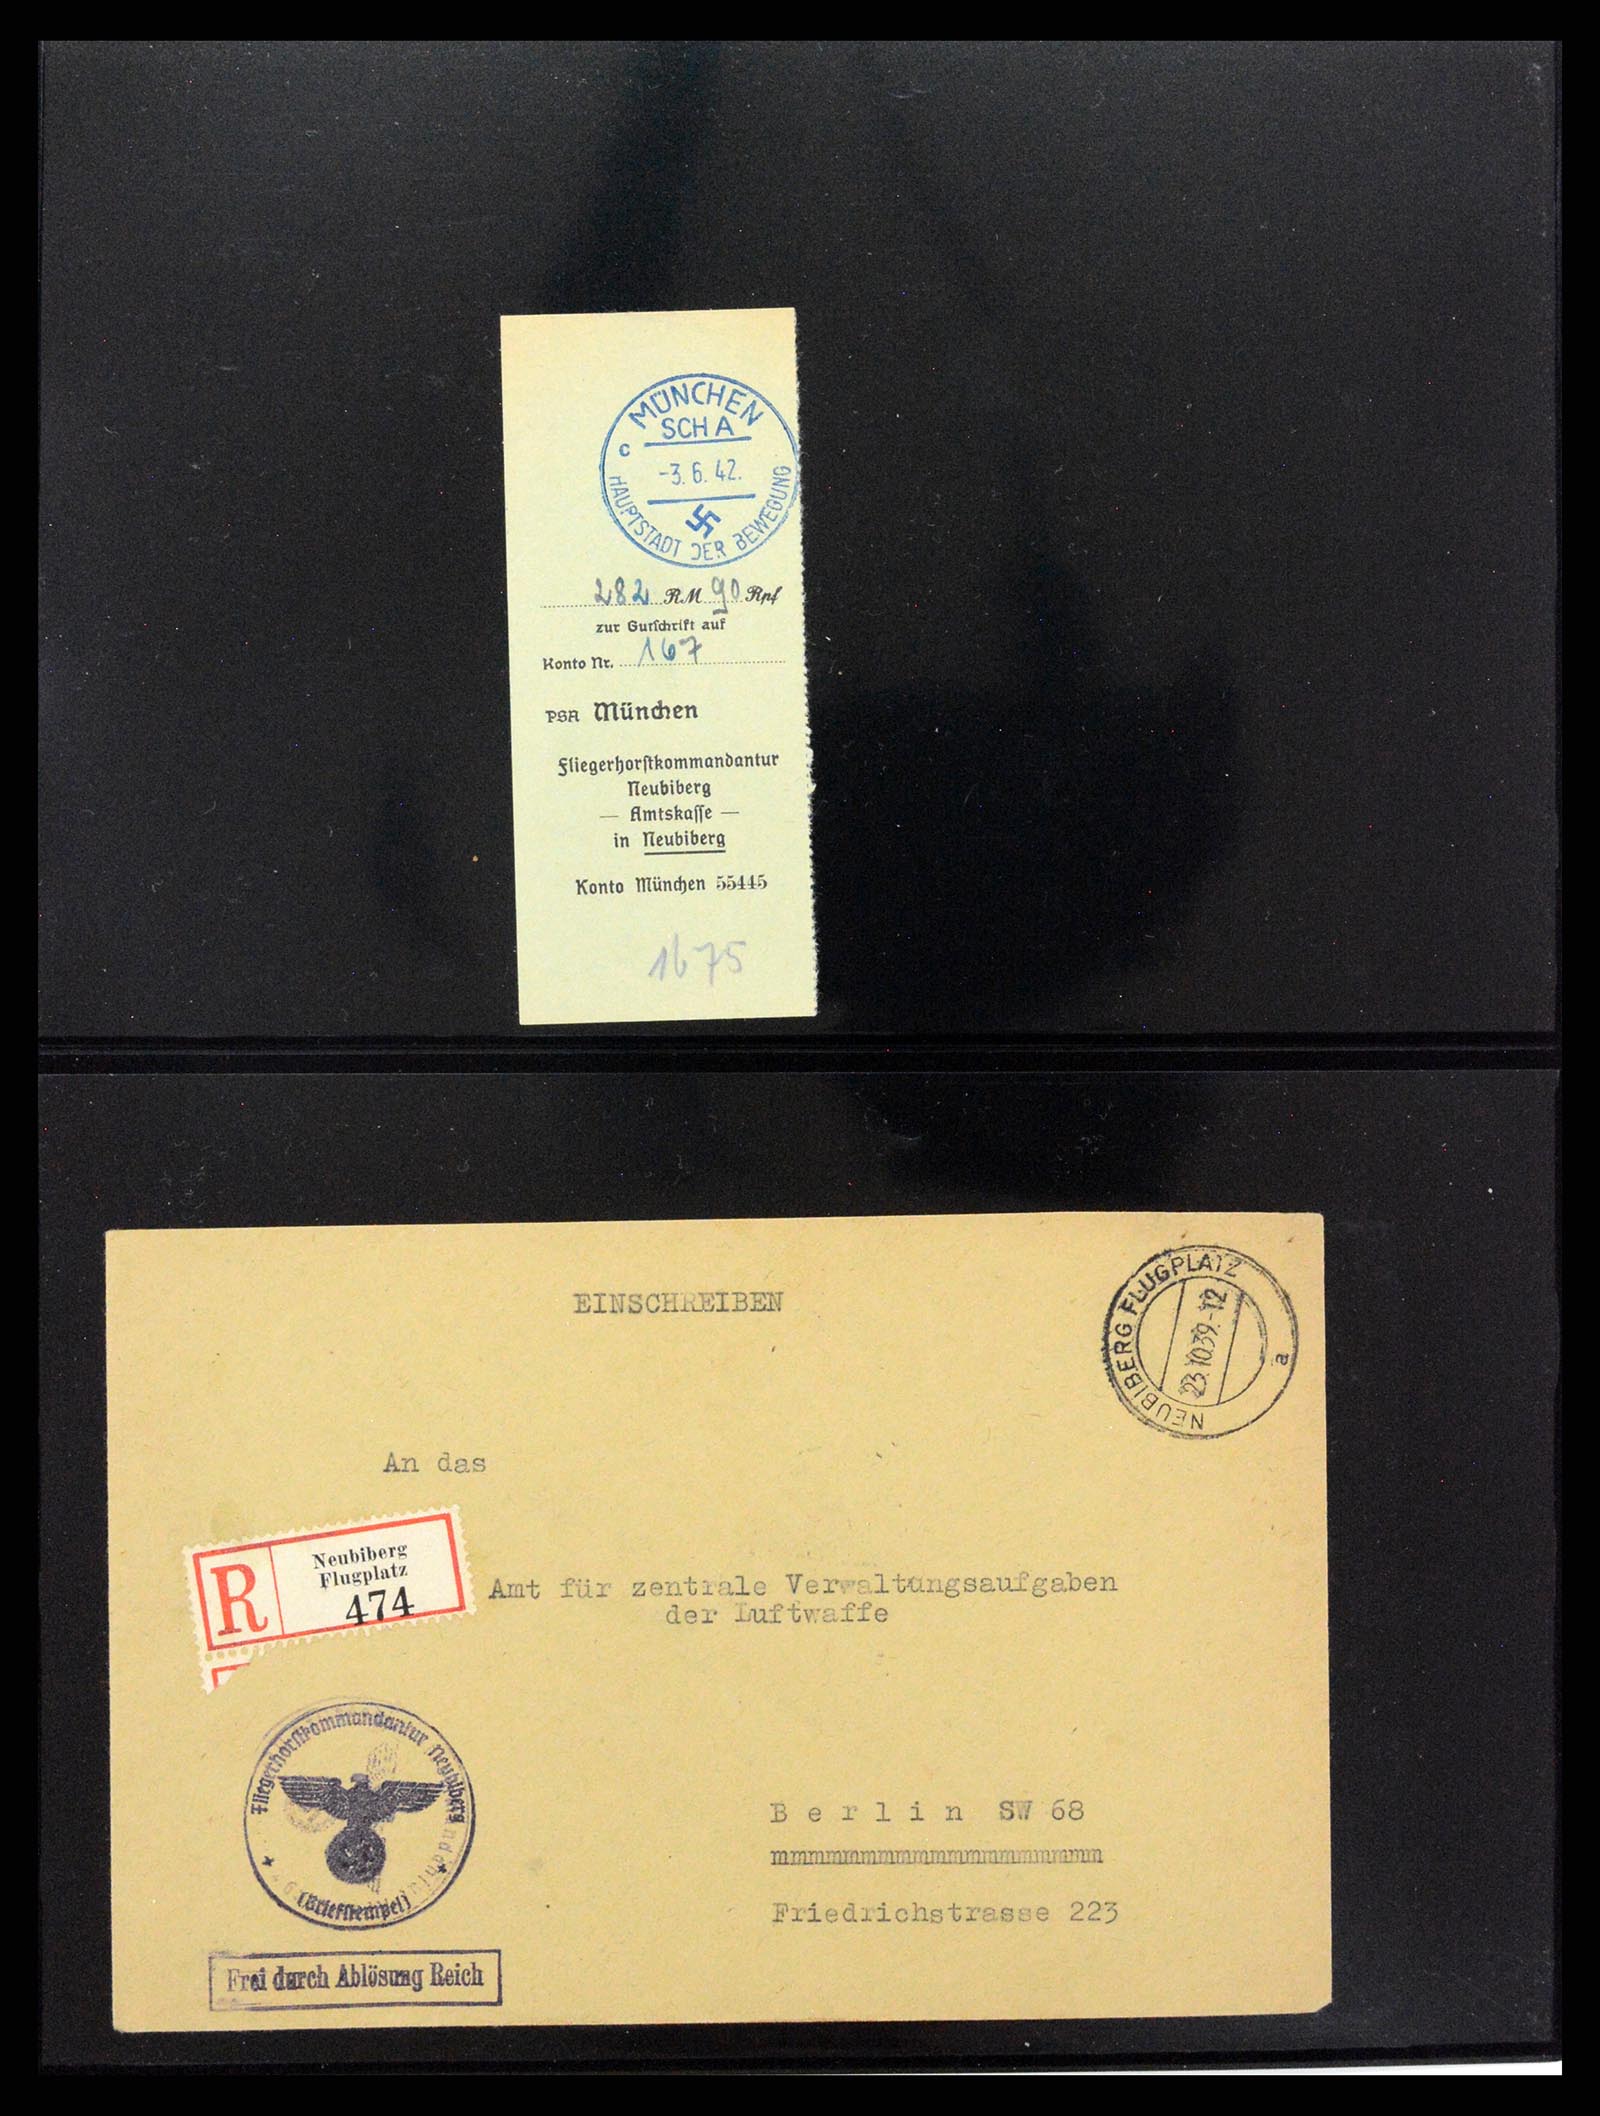 MÜNCHEN
SCH A
c
-3.6.42.
HAUPTSTADT DER BEWEGUNG
282 RM 90 Rpf
zur Gutschrift auf
Konto Nr. 167
PSA München
Fliegerhorstkommandantur
Neubiberg
— Amtskasse —
in Neubiberg
Konto München 55445
1675
EINSCHREIBEN
NEUBIBERG FLUGPLATZ
23.10.39.-12
a
An das
R
Neubiberg
Flugplatz
474
Amt für zentrale Verwaltungsaufgaben
der Luftwaffe
Fliegerhorstkommandantur Neubiberg
(Briefstempel)
Berlin SW 68
mmmmmmmmmmmmmmmmmmm
Friedrichstrasse 223
Frei durch Ablösung Reich